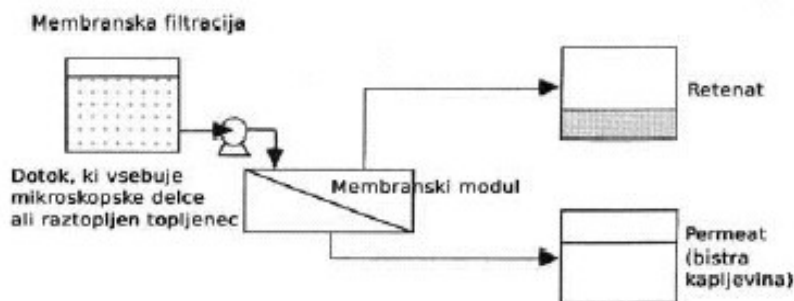 Membranska filtracija
Retenat
Dotok, ki vsebuje
mikroskopske delce
ali raztopljen topljenec
Membranski modul
Permeat
(bistra
kapljevina)